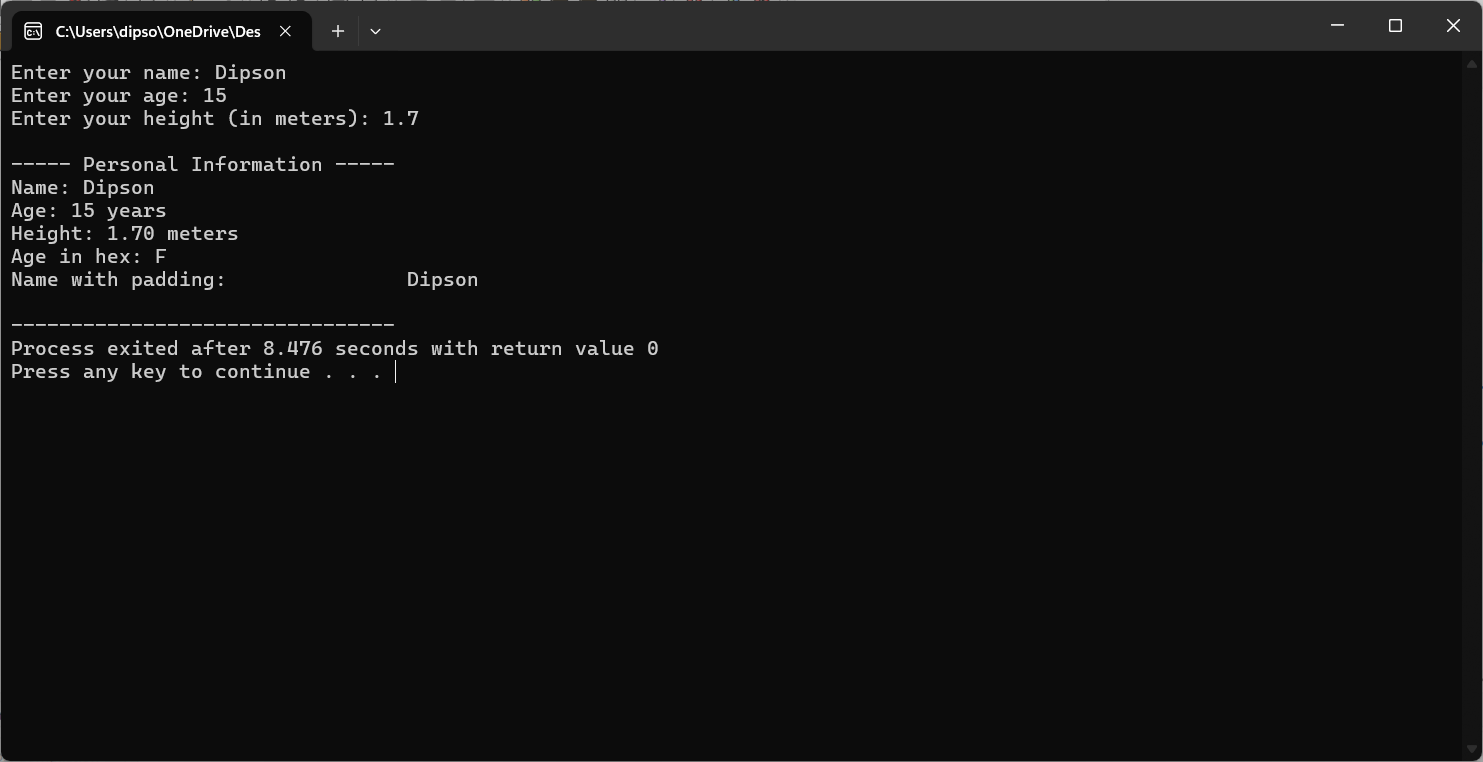 C:\Users\dipso\OneDrive\Des
Enter your name: Dipson
Enter your age: 15
Enter your height (in meters): 1.7
----- Personal Information -----
Name: Dipson
Age: 15 years
Height: 1.70 meters
Age in hex: F
Name with padding:               Dipson
--------------------------------
Process exited after 8.476 seconds with return value 0
Press any key to continue . . .